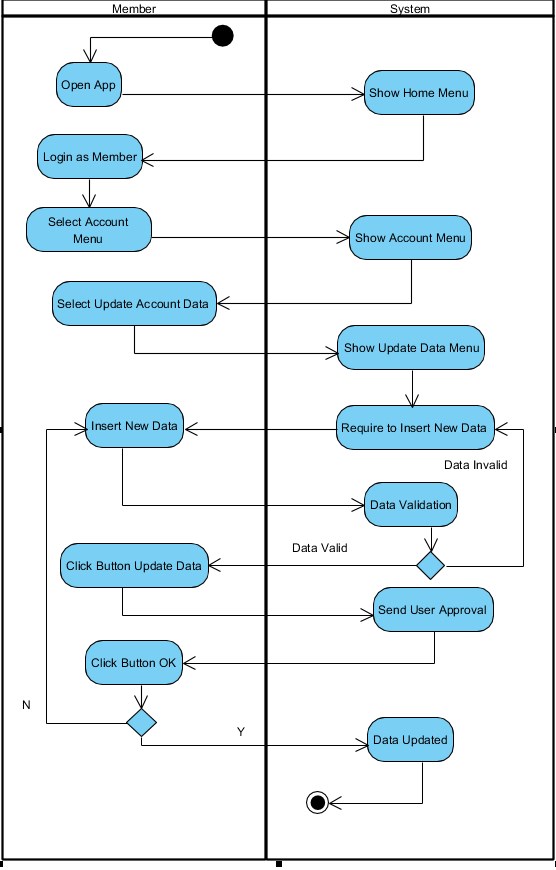 Member
System
Open App
Show Home Menu
Login as Member
Select Account
Menu
Show Account Menu
Select Update Account Data
Show Update Data Menu
Insert New Data
Require to Insert New Data
Data Invalid
Data Validation
Data Valid
Click Button Update Data
Send User Approval
Click Button OK
N
Y
Data Updated